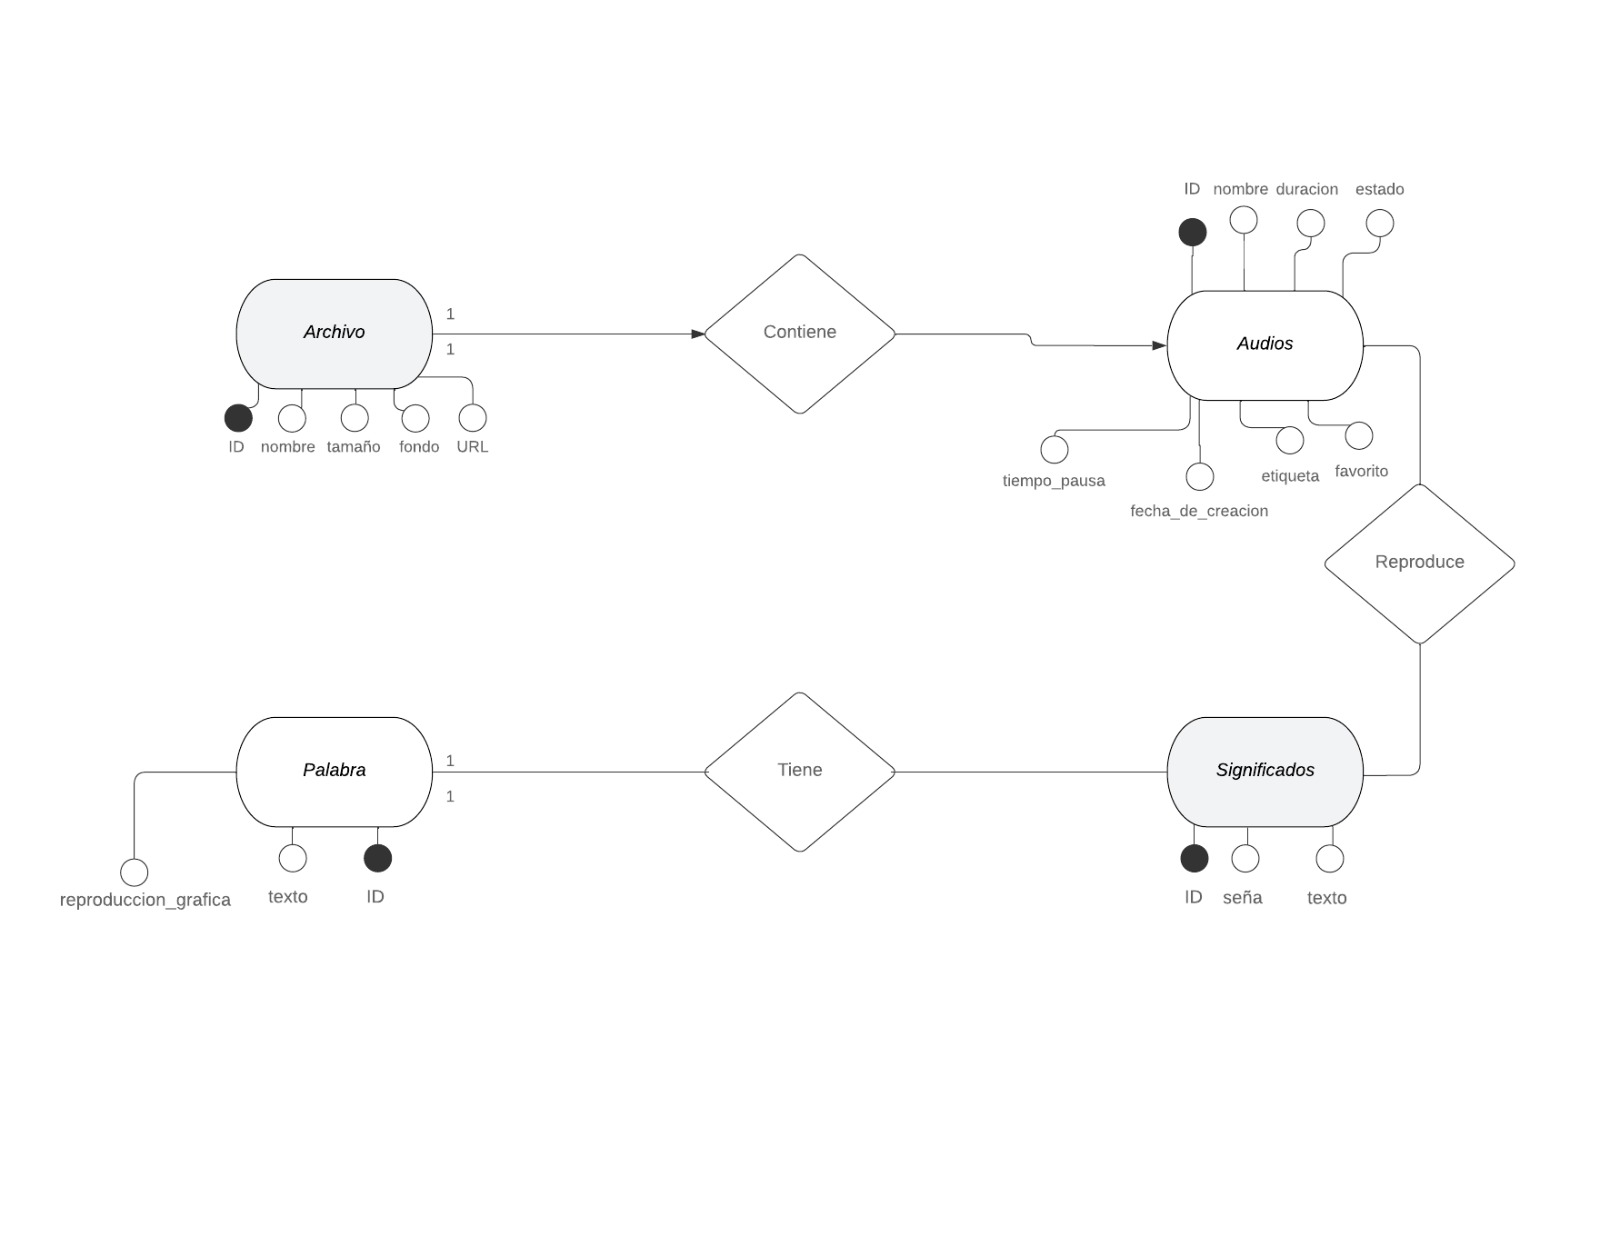 ID nombre duracion estado
1
Archivo
Contiene
Audios
1
ID nombre tamaño fondo URL
tiempo_pausa
etiqueta
favorito
fecha_de_creacion
Reproduce
1
Palabra
Tiene
Significados
1
reproduccion_grafica
texto
ID
ID seña texto